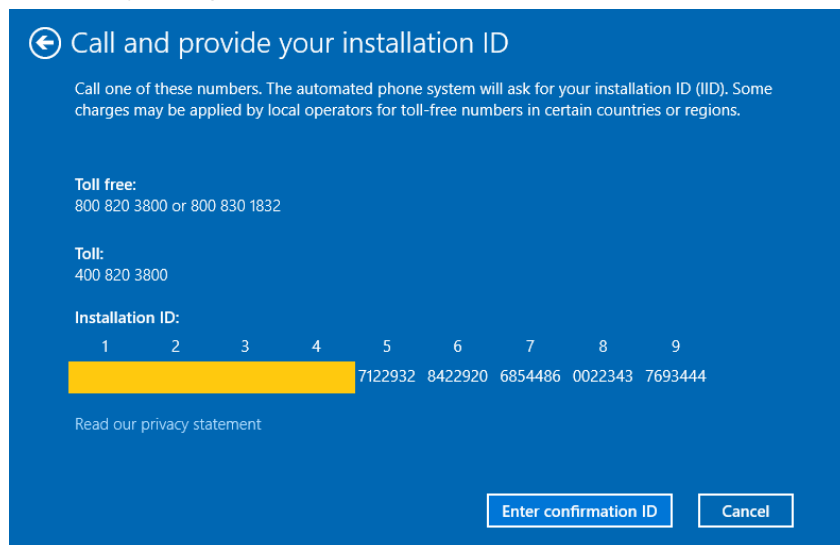 Call and provide your installation ID
Call one of these numbers. The automated phone system will ask for your installation ID (IID). Some
charges may be applied by local operators for toll-free numbers in certain countries or regions.
Toll free:
800 820 3800 or 800 830 1832
Toll:
400 820 3800
Installation ID:
1 2 3 4 5 6 7 8 9
7122932 8422920 6854486 0022343 7693444
Read our privacy statement
Enter confirmation ID Cancel